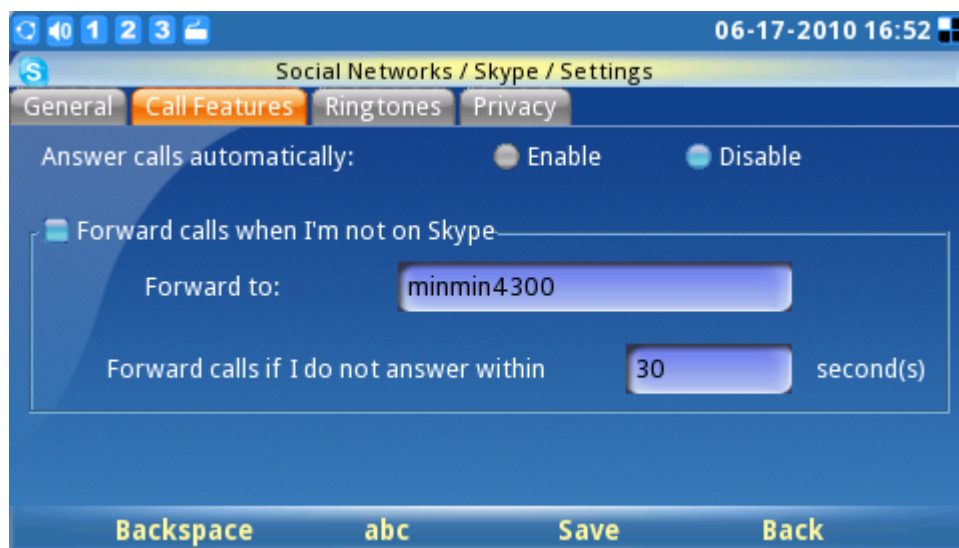 1 2 3 06-17-2010 16:52
S Social Networks / Skype / Settings
General Call Features Ringtones Privacy
Answer calls automatically: Enable Disable
Forward calls when I'm not on Skype
Forward to: minmin4300
Forward calls if I do not answer within 30 second(s)
Backspace abc Save Back